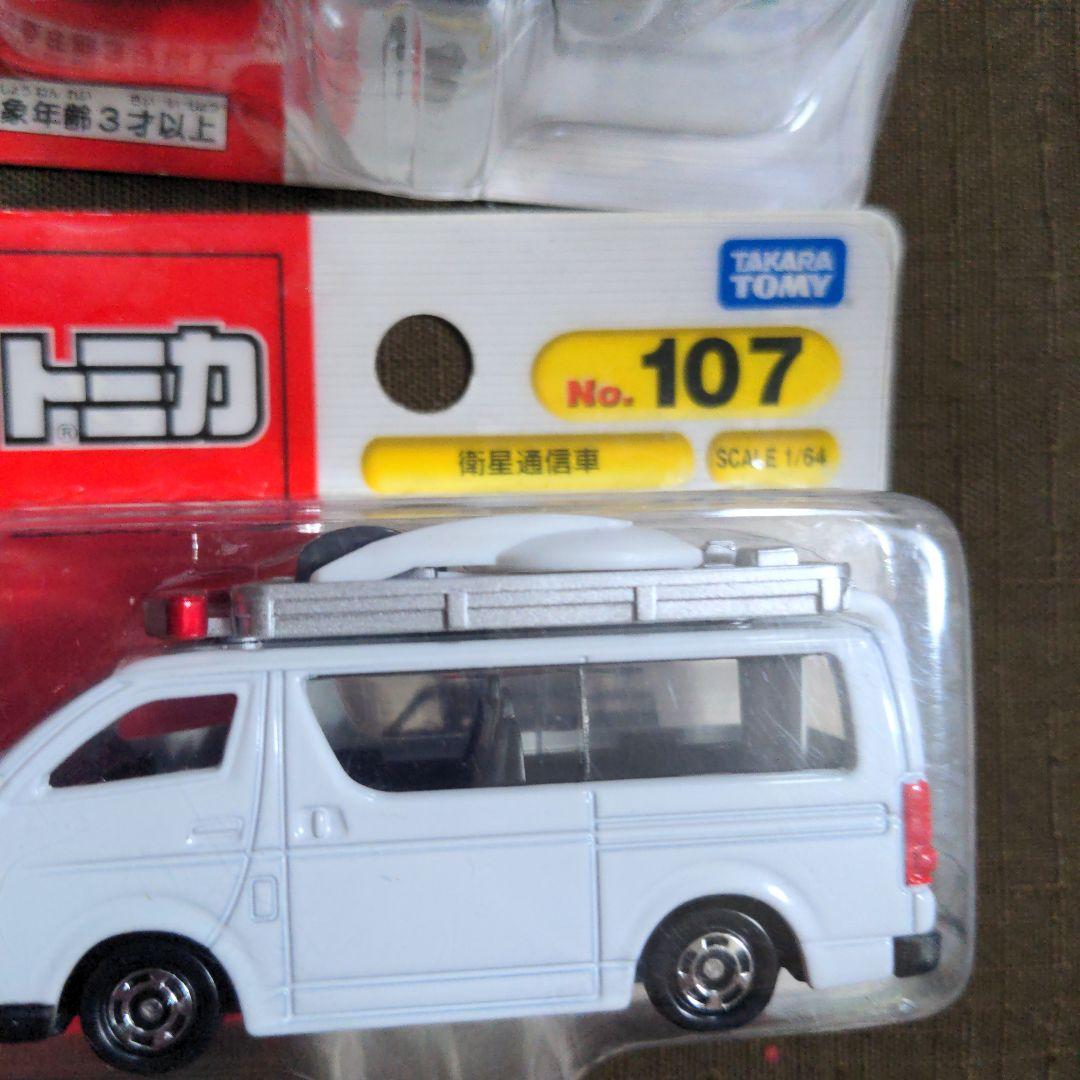 象年齢3才以上
TAKARA
TOMY
トミカ
®
No. 107
衛星通信車
SCALE 1/64